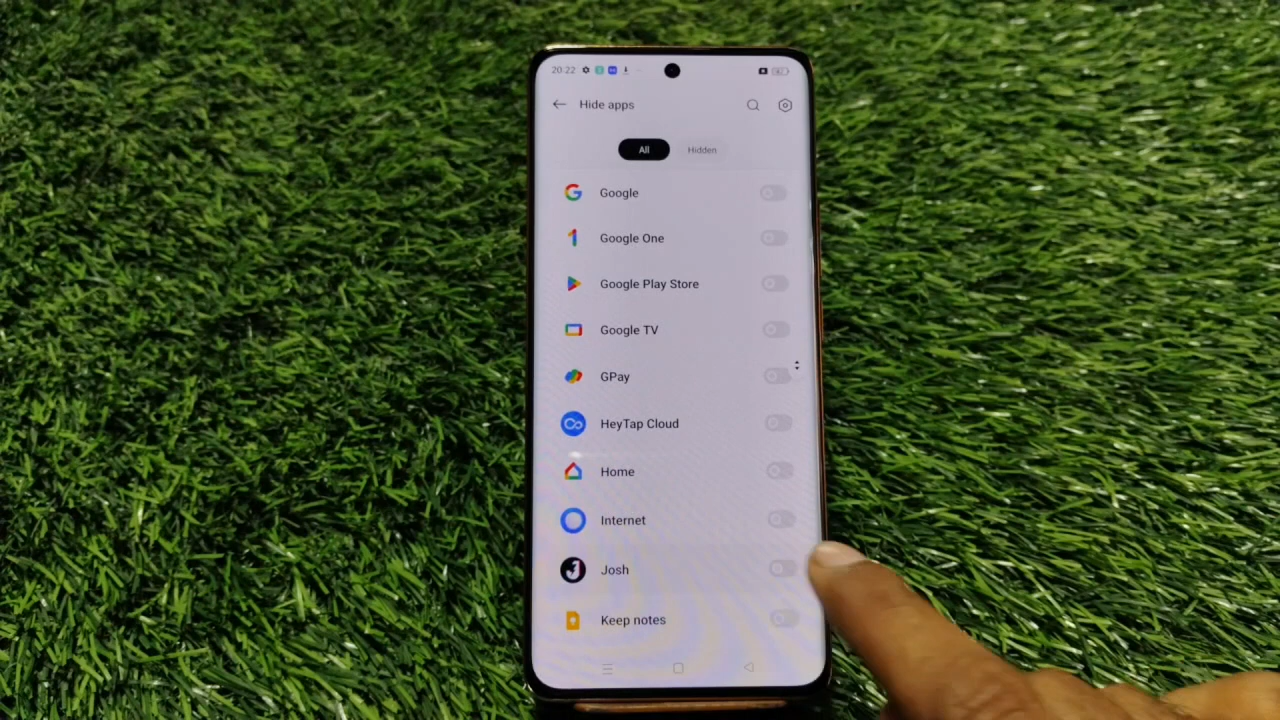 20:22
Hide apps
All
Hidden
Google
Google One
Google Play Store
Google TV
GPay
HeyTap Cloud
Home
Internet
Josh
Keep notes